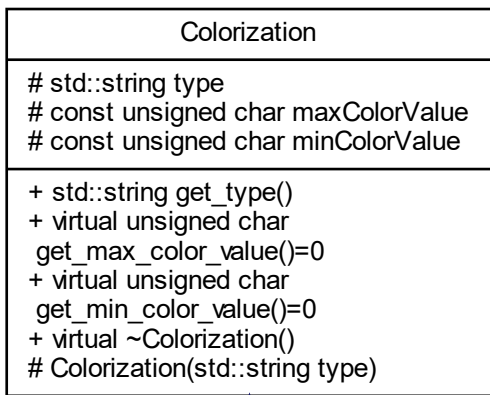 Colorization
# std::string type
# const unsigned char maxColorValue
# const unsigned char minColorValue
+ std::string get_type()
+ virtual unsigned char
get_max_color_value()=0
+ virtual unsigned char
get_min_color_value()=0
+ virtual ~Colorization()
# Colorization(std::string type)